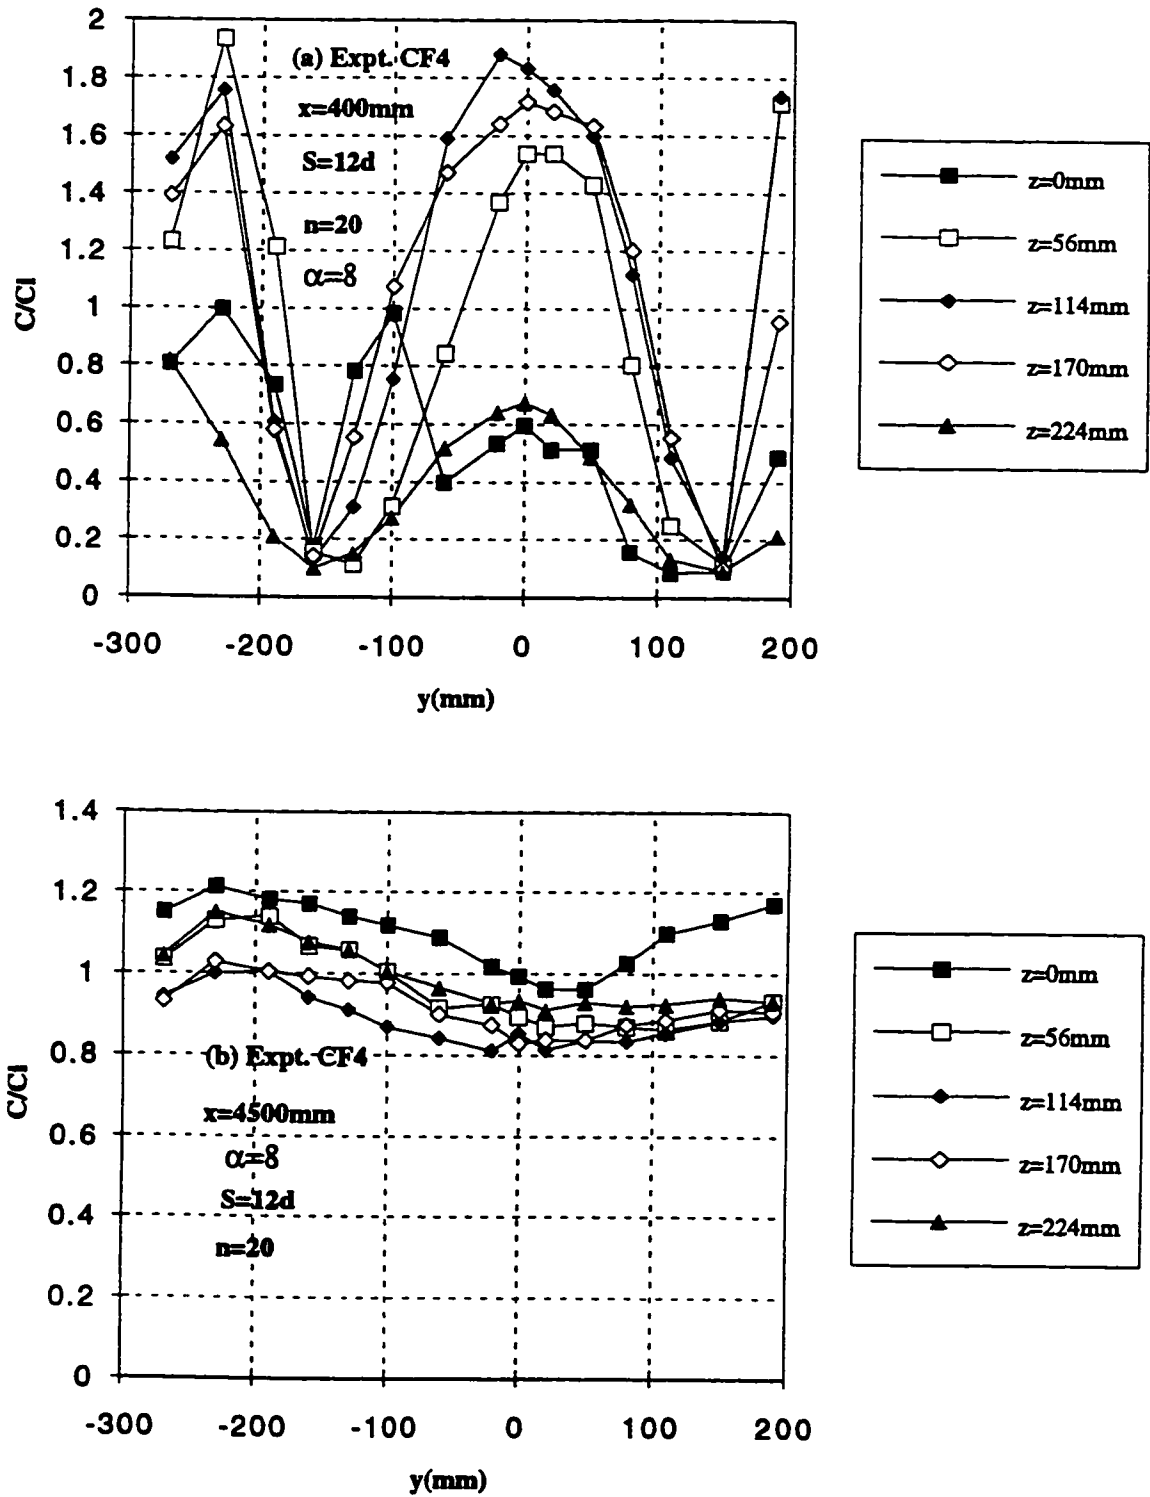 2
1.8
1.6
1.4
1.2
1
0.8
0.6
0.4
0.2
0
C/Ci
(a) Expt. CF4
x=400mm
S=12d
n=20
α=8
-300 -200 -100 0 100 200
y(mm)
z=0mm
z=56mm
z=114mm
z=170mm
z=224mm
1.4
1.2
1
0.8
0.6
0.4
0.2
0
C/Ci
(b) Expt. CF4
x=4500mm
α=8
S=12d
n=20
-300 -200 -100 0 100 200
y(mm)
z=0mm
z=56mm
z=114mm
z=170mm
z=224mm